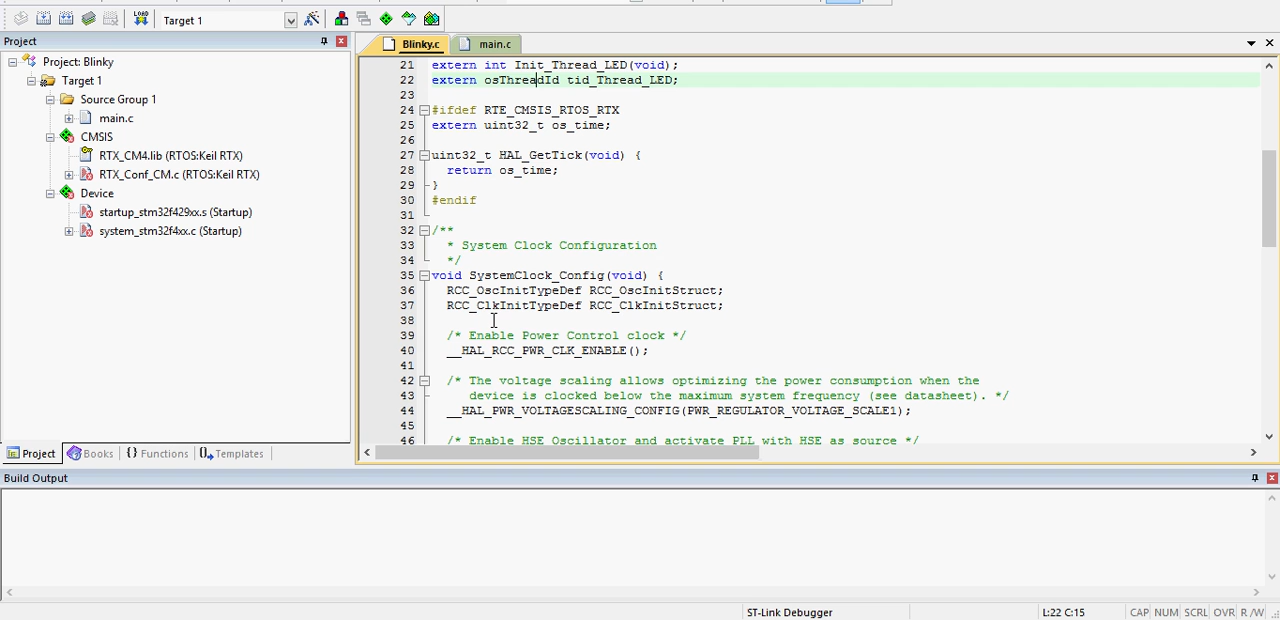 LOAD
Target 1
Project
Blinky.c
main.c
Project: Blinky
Target 1
Source Group 1
main.c
CMSIS
RTX_CM4.lib (RTOS:Keil RTX)
RTX_Conf_CM.c (RTOS:Keil RTX)
Device
startup_stm32f429xx.s (Startup)
system_stm32f4xx.c (Startup)
21 extern int Init_Thread_LED(void);
22 extern osThreadId tid_Thread_LED;
23
24 #ifdef RTE_CMSIS_RTOS_RTX
25 extern uint32_t os_time;
26
27 uint32_t HAL_GetTick(void) {
28 return os_time;
29 }
30 #endif
31
32 /**
33 * System Clock Configuration
34 */
35 void SystemClock_Config(void) {
36 RCC_OscInitTypeDef RCC_OscInitStruct;
37 RCC_ClkInitTypeDef RCC_ClkInitStruct;
38
39 /* Enable Power Control clock */
40 __HAL_RCC_PWR_CLK_ENABLE();
41
42 /* The voltage scaling allows optimizing the power consumption when the
43 device is clocked below the maximum system frequency (see datasheet). */
44 __HAL_PWR_VOLTAGESCALING_CONFIG(PWR_REGULATOR_VOLTAGE_SCALE1);
45
46 /* Enable HSE Oscillator and activate PLL with HSE as source */
Project Books {} Functions Templates
Build Output
ST-Link Debugger L:22 C:15 CAP NUM SCRL OVR R/W